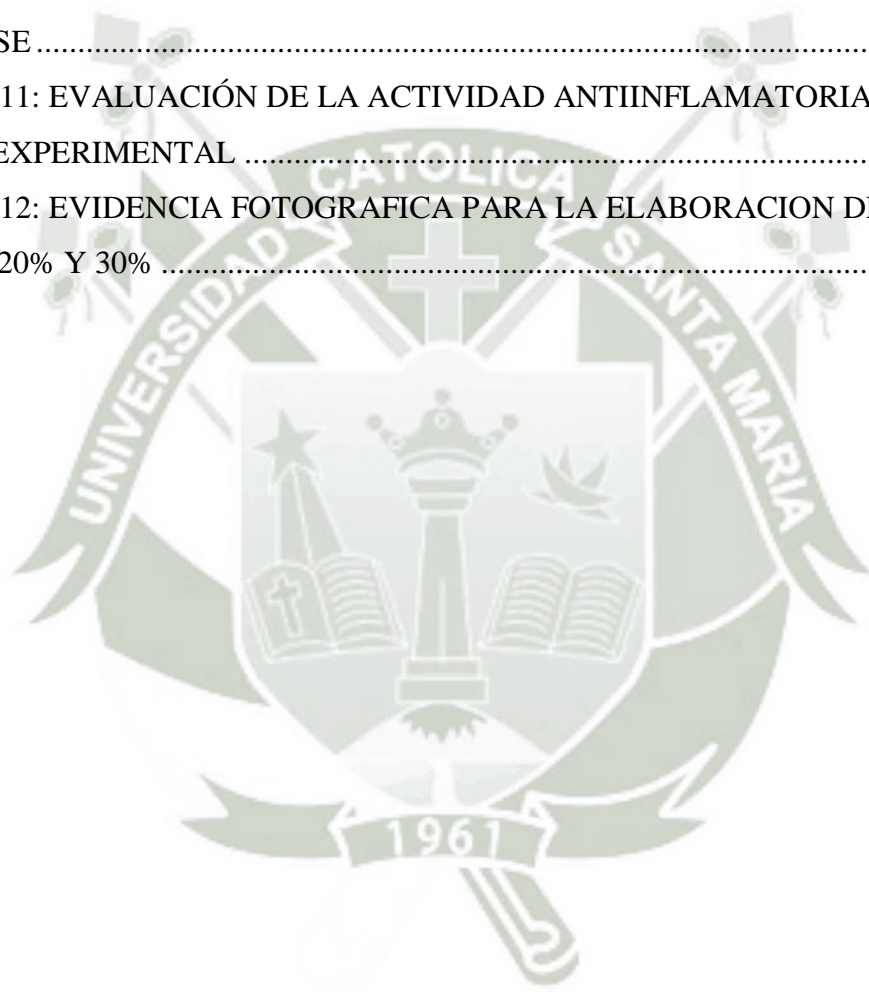 SE ........................................................................................................
11: EVALUACIÓN DE LA ACTIVIDAD ANTIINFLAMATORIA
EXPERIMENTAL ................................................................................
12: EVIDENCIA FOTOGRAFICA PARA LA ELABORACION DE
20% Y 30% ..........................................................................................
UNIVERSIDAD CATOLICA SANTA MARIA
1961